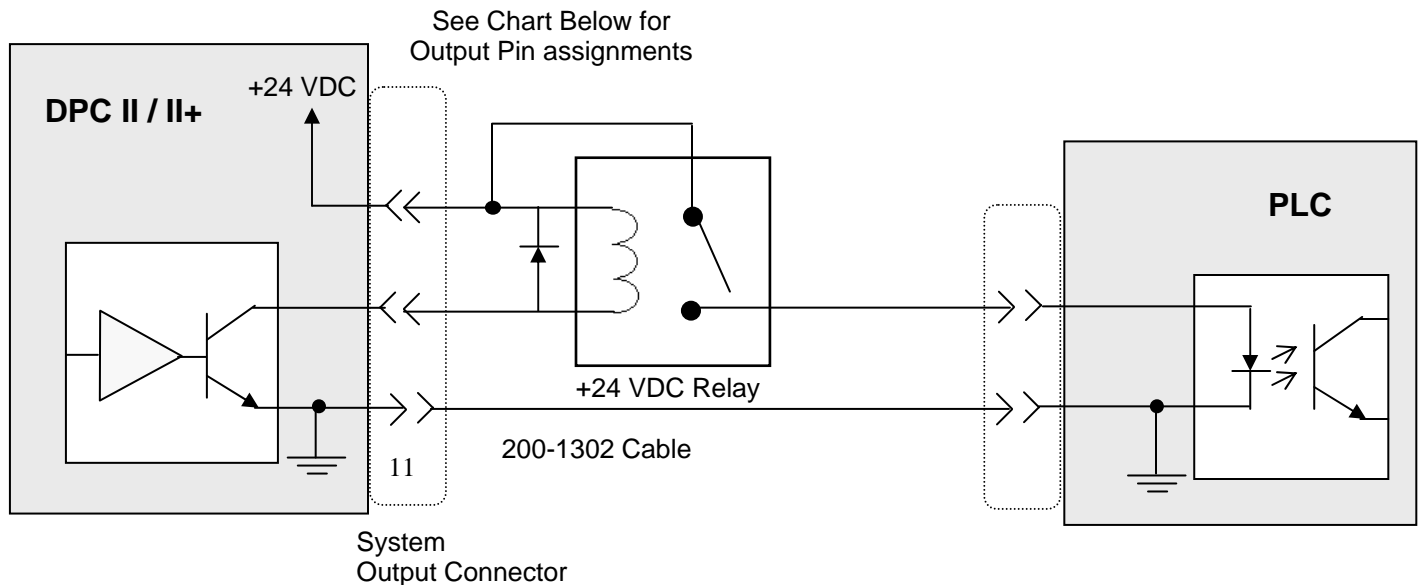 See Chart Below for
Output Pin assignments
+24 VDC
DPC II / II+
PLC
+24 VDC Relay
200-1302 Cable
11
System
Output Connector